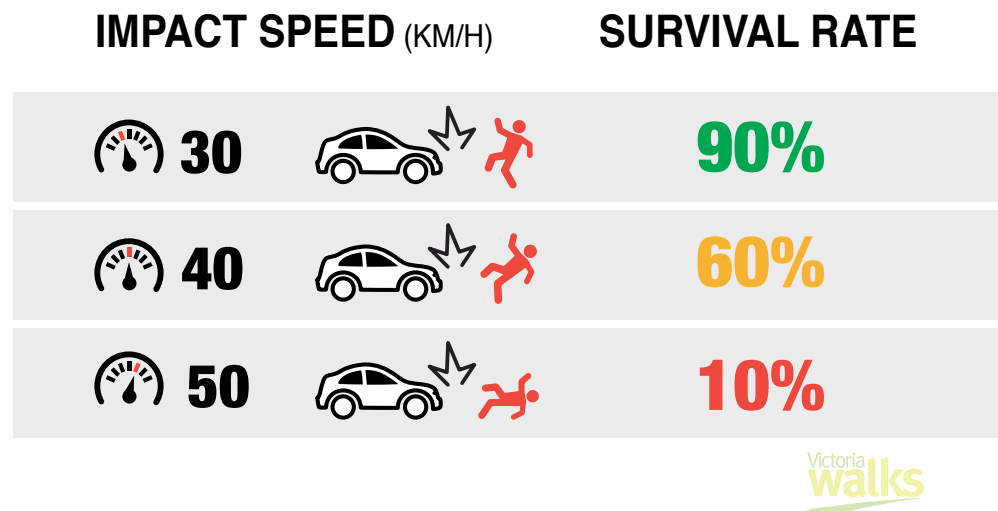 IMPACT SPEED (KM/H) SURVIVAL RATE
30 90%
40 60%
50 10%
Victoria
walks